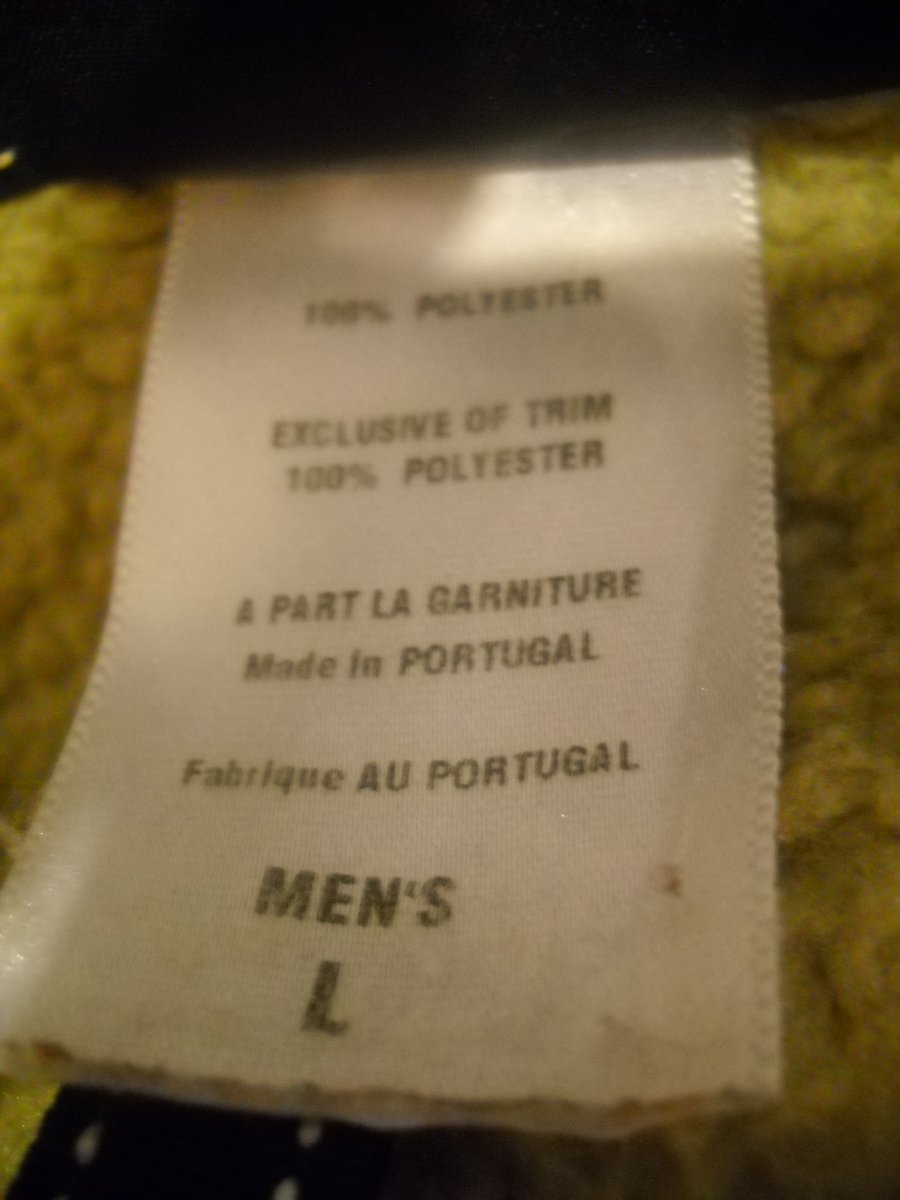 100% POLYESTER
EXCLUSIVE OF TRIM
100% POLYESTER
A PART LA GARNITURE
Made in PORTUGAL
Fabrique AU PORTUGAL
MEN'S
L